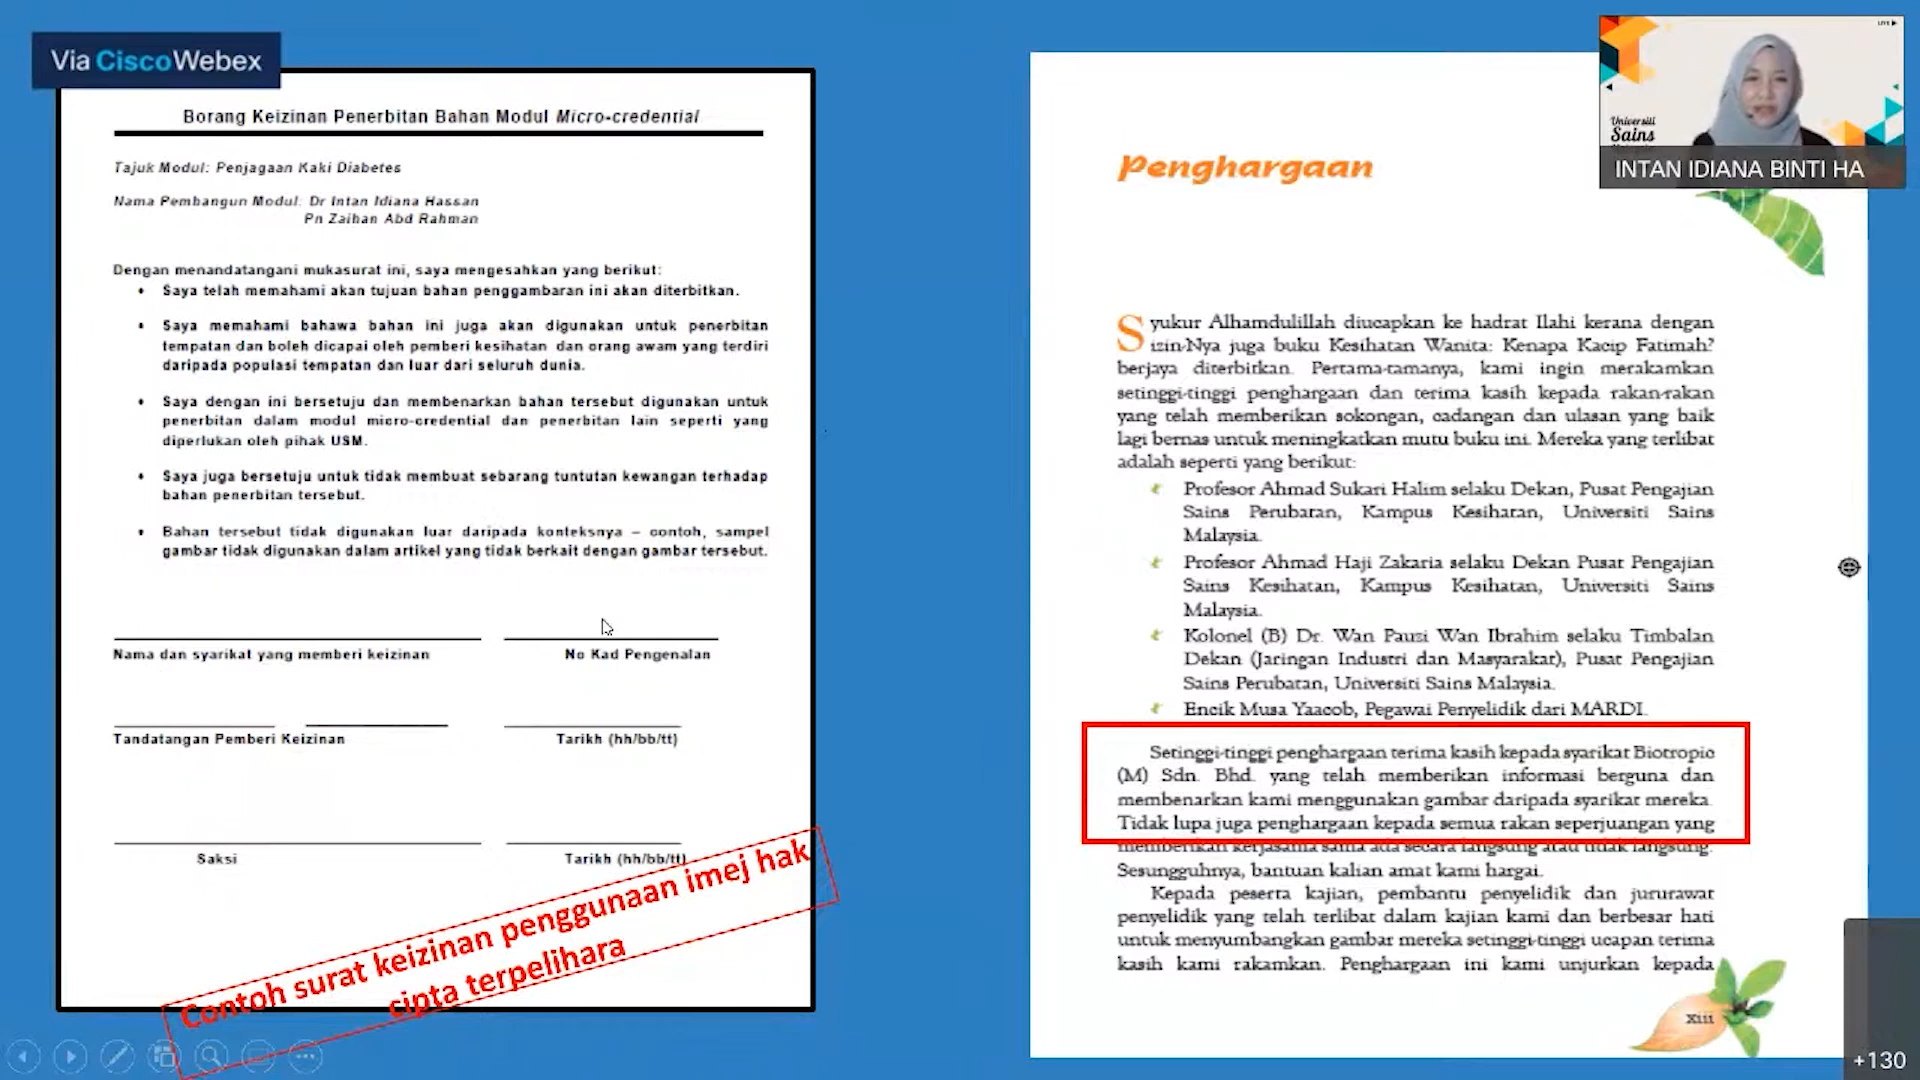 Via Cisco Webex
Borang Keizinan Penerbitan Bahan Modul Micro-credential
Tajuk Modul: Penjagaan Kaki Diabetes
Nama Pembangun Modul: Dr Intan Idiana Hassan
Pn Zaihan Abd Rahman
Dengan menandatangani mukasurat ini, saya mengesahkan yang berikut:
• Saya telah memahami akan tujuan bahan penggambaran ini akan diterbitkan.
• Saya memahami bahawa bahan ini juga akan digunakan untuk penerbitan
tempatan dan boleh dicapai oleh pemberi kesihatan dan orang awam yang terdiri
daripada populasi tempatan dan luar dari seluruh dunia.
• Saya dengan ini bersetuju dan membenarkan bahan tersebut digunakan untuk
penerbitan dalam modul micro-credential dan penerbitan lain seperti yang
diperlukan oleh pihak USM.
• Saya juga bersetuju untuk tidak membuat sebarang tuntutan kewangan terhadap
bahan penerbitan tersebut.
• Bahan tersebut tidak digunakan luar daripada konteksnya – contoh, sampel
gambar tidak digunakan dalam artikel yang tidak berkait dengan gambar tersebut.
Nama dan syarikat yang memberi keizinan
No Kad Pengenalan
Tandatangan Pemberi Keizinan
Tarikh (hh/bb/tt)
Saksi
Tarikh (hh/bb/tt)
Contoh surat keizinan penggunaan imej hak
cipta terpelihara
Penghargaan
Syukur Alhamdulillah diucapkan ke hadrat Ilahi kerana dengan
izin-Nya juga buku Kesihatan Wanita: Kenapa Kacip Fatimah?
berjaya diterbitkan. Pertama-tamanya, kami ingin merakamkan
setinggi-tinggi penghargaan dan terima kasih kepada rakan-rakan
yang telah memberikan sokongan, cadangan dan ulasan yang baik
lagi bernas untuk meningkatkan mutu buku ini. Mereka yang terlibat
adalah seperti yang berikut:
Profesor Ahmad Sukari Halim selaku Dekan, Pusat Pengajian
Sains Perubatan, Kampus Kesihatan, Universiti Sains
Malaysia.
Profesor Ahmad Haji Zakaria selaku Dekan Pusat Pengajian
Sains Kesihatan, Kampus Kesihatan, Universiti Sains
Malaysia.
Kolonel (B) Dr. Wan Pauzi Wan Ibrahim selaku Timbalan
Dekan (Jaringan Industri dan Masyarakat), Pusat Pengajian
Sains Perubatan, Universiti Sains Malaysia.
Encik Musa Yaacob, Pegawai Penyelidik dari MARDI.
Setinggi-tinggi penghargaan terima kasih kepada syarikat Biotropic
(M) Sdn. Bhd. yang telah memberikan informasi berguna dan
membenarkan kami menggunakan gambar daripada syarikat mereka.
Tidak lupa juga penghargaan kepada semua rakan seperjuangan yang
memberikan kerjasama sama ada secara langsung atau tidak langsung.
Sesungguhnya, bantuan kalian amat kami hargai.
Kepada peserta kajian, pembantu penyelidik dan jururawat
penyelidik yang telah terlibat dalam kajian kami dan berbesar hati
untuk menyumbangkan gambar mereka setinggi-tinggi ucapan terima
kasih kami rakamkan. Penghargaan ini kami unjurkan kepada
xiii
Universiti
Sains
INTAN IDIANA BINTI HA
+130